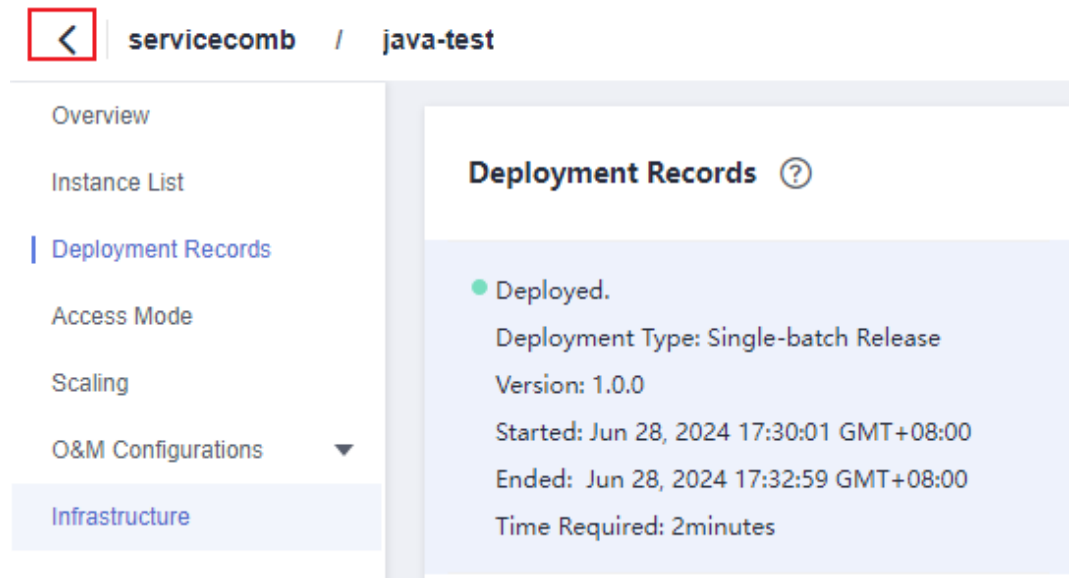 servicecomb / java-test
Overview
Instance List
Deployment Records
Access Mode
Scaling
O&M Configurations
Infrastructure
Deployment Records ?
Deployed.
Deployment Type: Single-batch Release
Version: 1.0.0
Started: Jun 28, 2024 17:30:01 GMT+08:00
Ended: Jun 28, 2024 17:32:59 GMT+08:00
Time Required: 2minutes